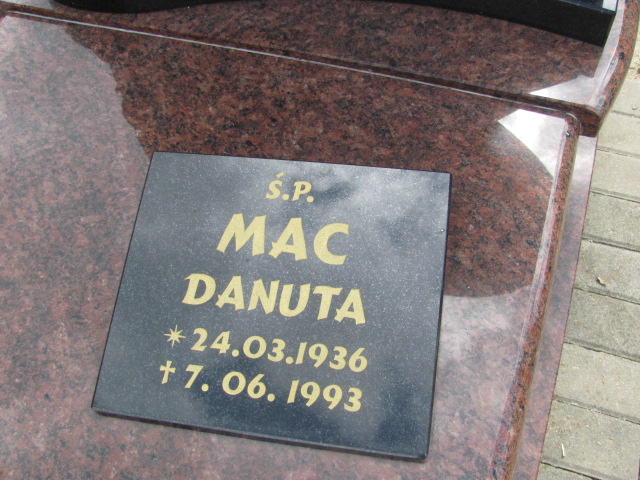 Ś.P.
MAC
DANUTA
* 24.03.1936
✝ 7. 06. 1993